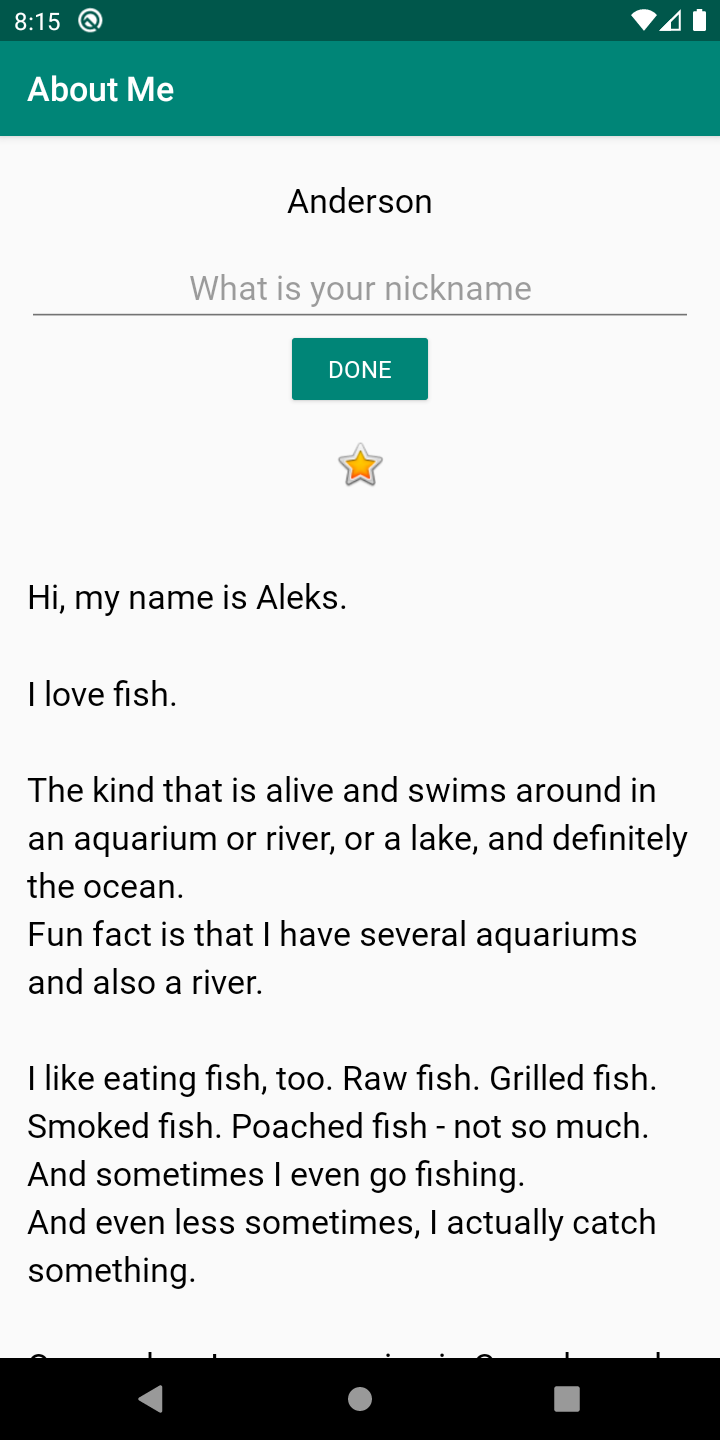 8:15
About Me
Anderson
What is your nickname
DONE
Hi, my name is Aleks.
I love fish.
The kind that is alive and swims around in
an aquarium or river, or a lake, and definitely
the ocean.
Fun fact is that I have several aquariums
and also a river.
I like eating fish, too. Raw fish. Grilled fish.
Smoked fish. Poached fish - not so much.
And sometimes I even go fishing.
And even less sometimes, I actually catch
something.